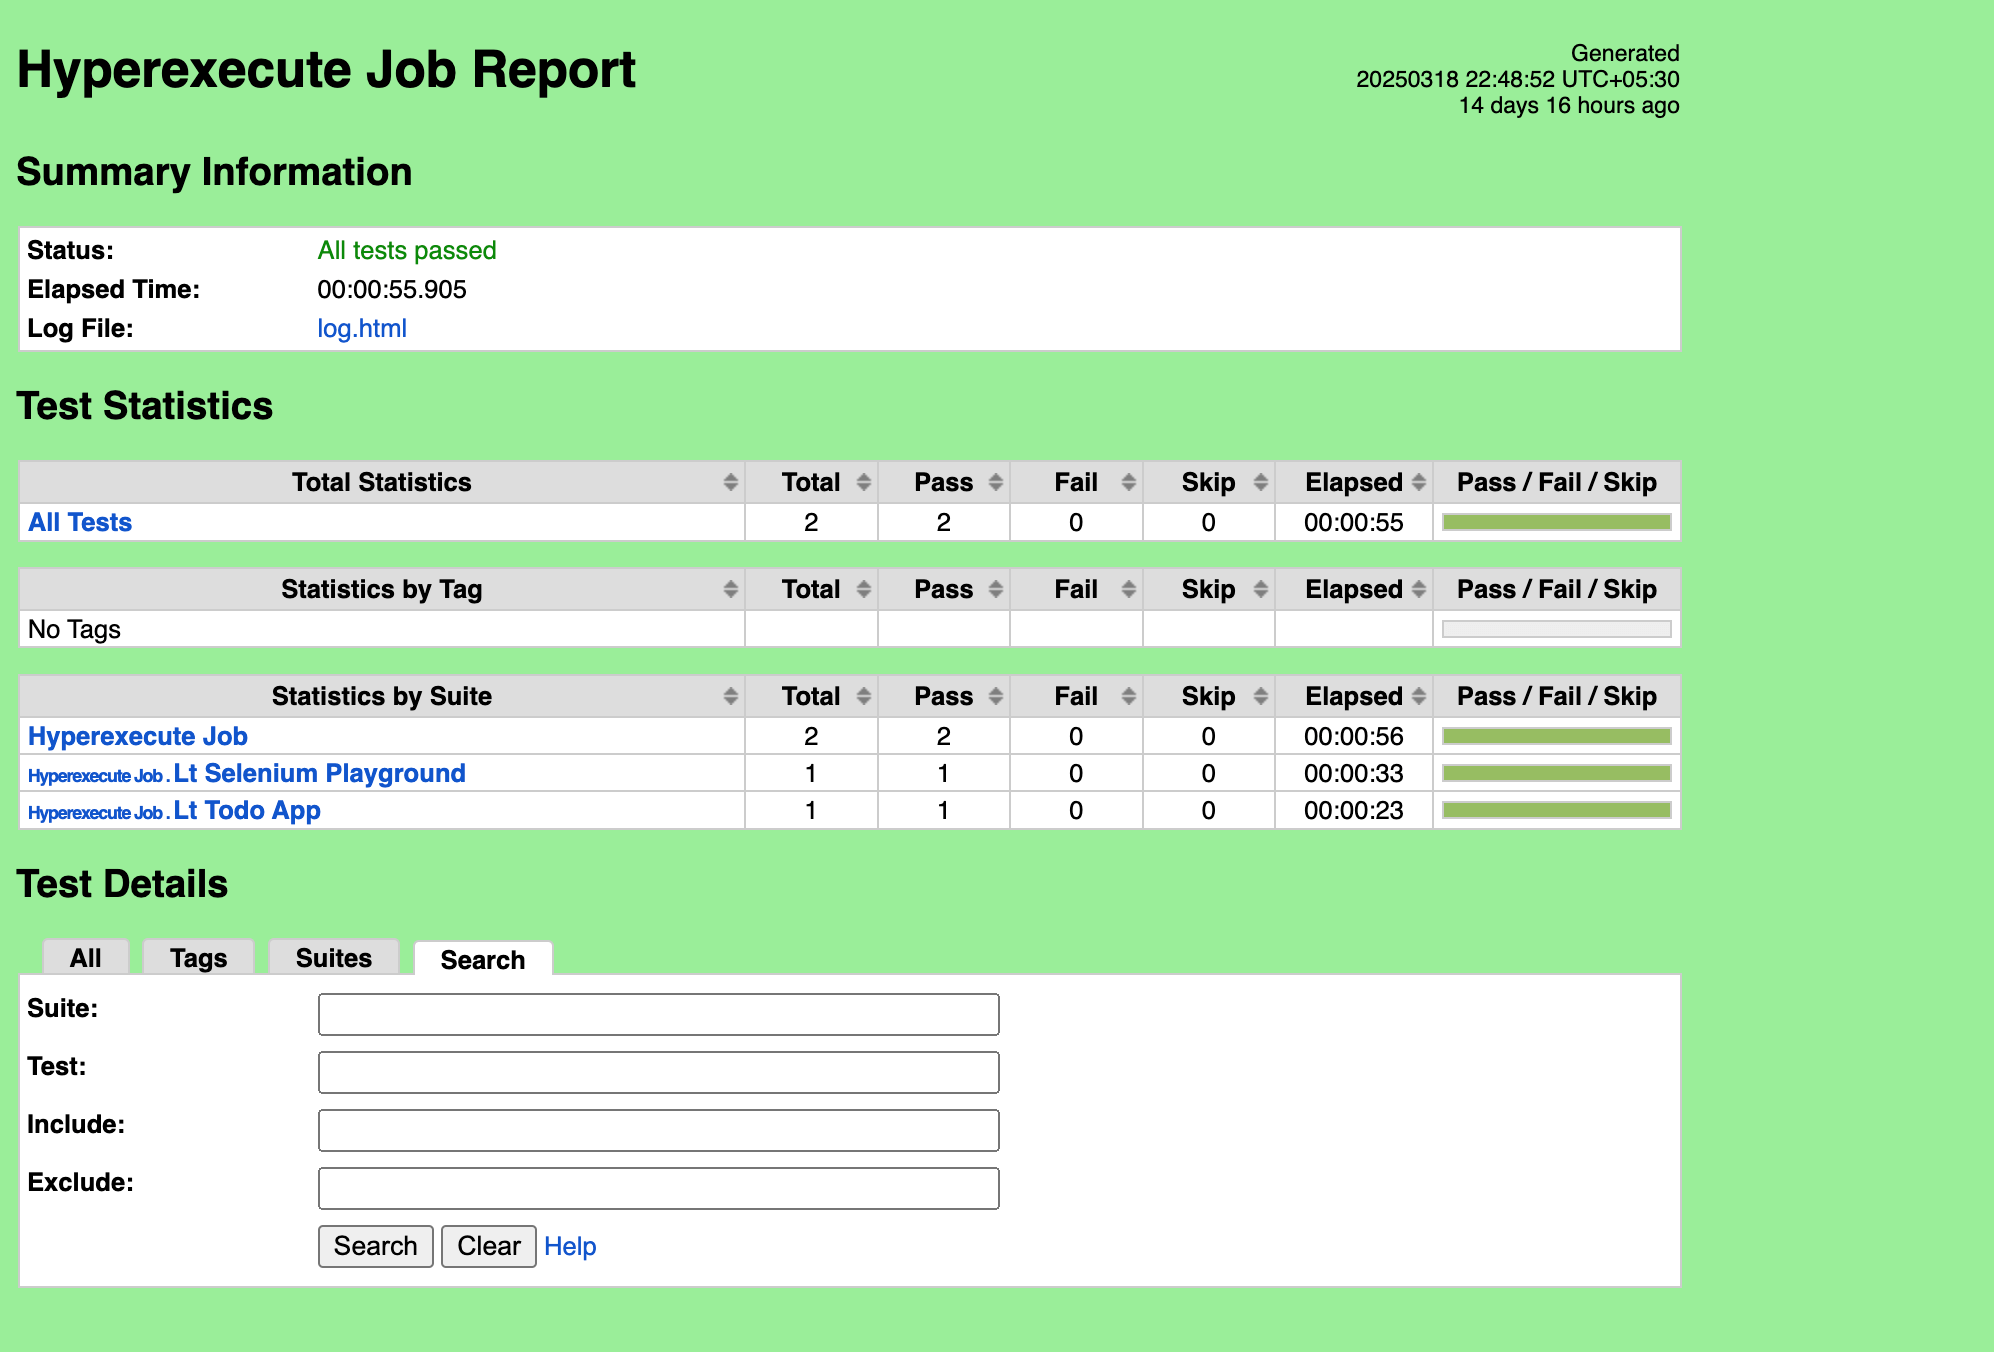 Hyperexecute Job Report
Generated
20250318 22:48:52 UTC+05:30
14 days 16 hours ago
Summary Information
Status: All tests passed
Elapsed Time: 00:00:55.905
Log File: log.html
Test Statistics
Total Statistics Total Pass Fail Skip Elapsed Pass / Fail / Skip
All Tests 2 2 0 0 00:00:55
Statistics by Tag Total Pass Fail Skip Elapsed Pass / Fail / Skip
No Tags
Statistics by Suite Total Pass Fail Skip Elapsed Pass / Fail / Skip
Hyperexecute Job 2 2 0 0 00:00:56
Hyperexecute Job . Lt Selenium Playground 1 1 0 0 00:00:33
Hyperexecute Job . Lt Todo App 1 1 0 0 00:00:23
Test Details
All Tags Suites Search
Suite:
Test:
Include:
Exclude:
Search Clear Help